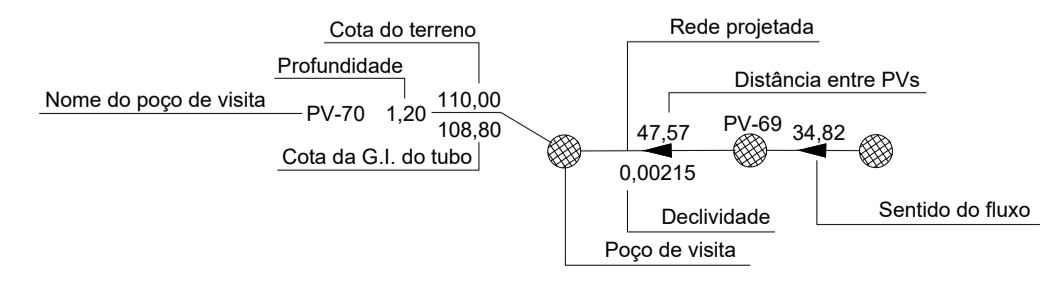 Cota do terreno
Rede projetada
Profundidade
Distância entre PVs
Nome do poço de visita
PV-70
1,20
110,00
108,80
47,57
PV-69
34,82
Cota da G.I. do tubo
0,00215
Declividade
Sentido do fluxo
Poço de visita